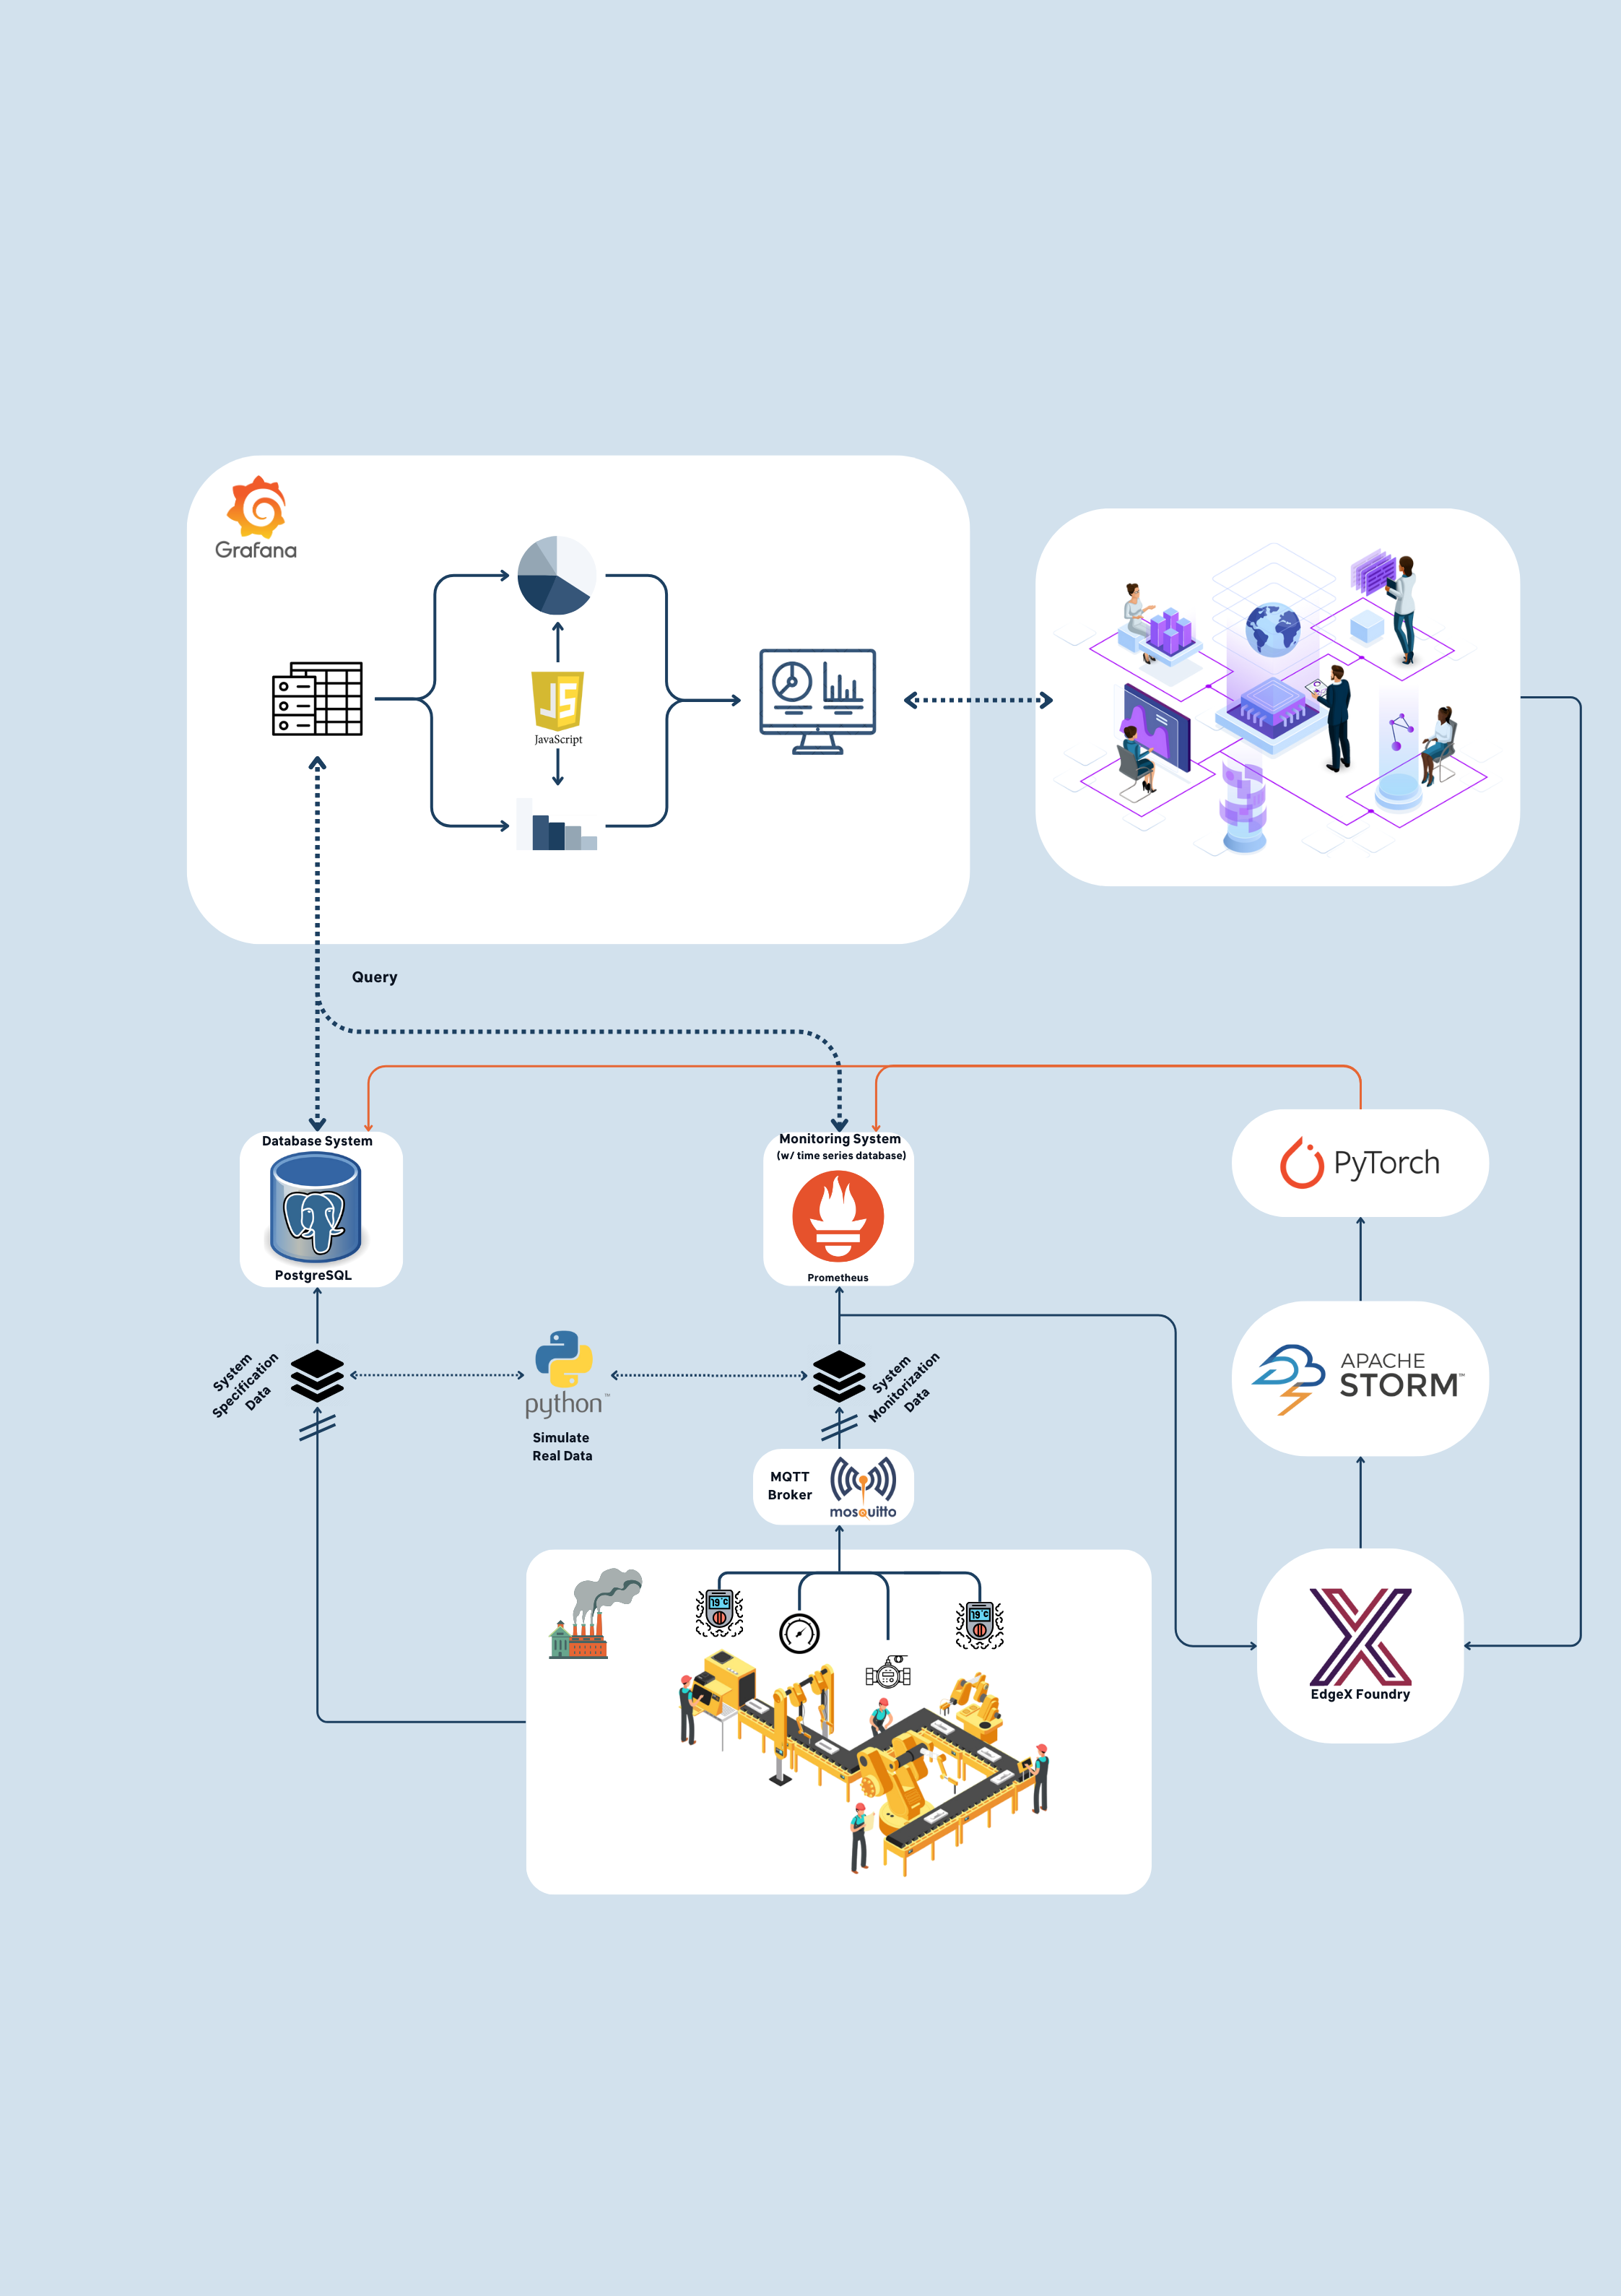 Grafana
JS
JavaScript
Query
Database System
PostgreSQL
Monitoring System
(w/ time series database)
Prometheus
PyTorch
APACHE
STORM™
System
Specification
Data
python™
Simulate
Real Data
System
Monitorization
Data
MQTT
Broker
mosquitto
19°C
19°C
EdgeX Foundry